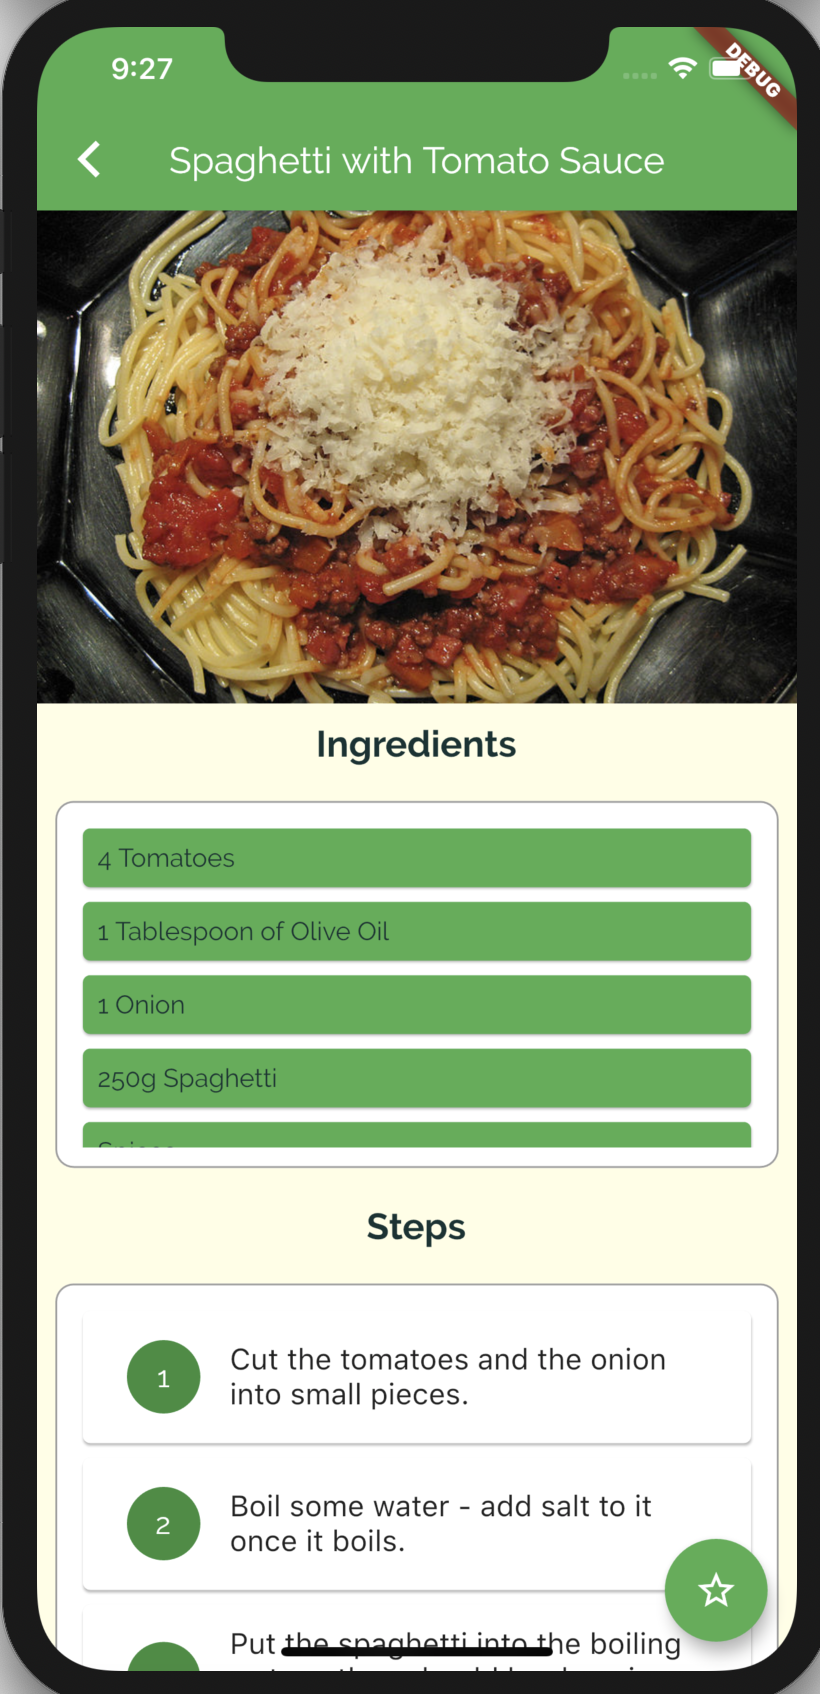 9:27
DEBUG
Spaghetti with Tomato Sauce
Ingredients
4 Tomatoes
1 Tablespoon of Olive Oil
1 Onion
250g Spaghetti
Steps
1
Cut the tomatoes and the onion
into small pieces.
2
Boil some water - add salt to it
once it boils.
Put the spaghetti into the boiling